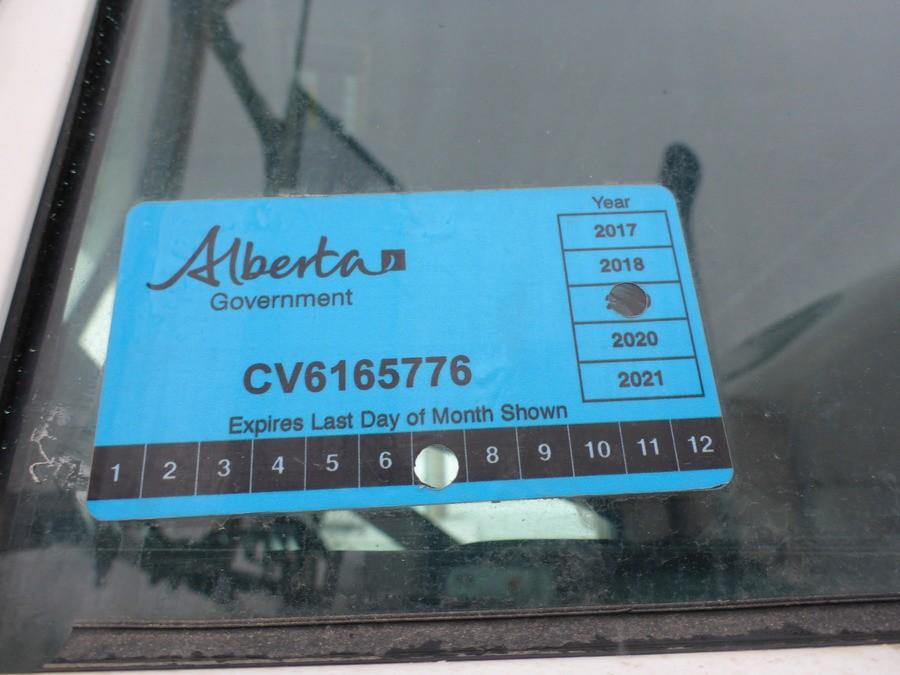 Alberta
Government
CV6165776
Expires Last Day of Month Shown
Year
2017
2018
2020
2021
1 2 3 4 5 6 8 9 10 11 12